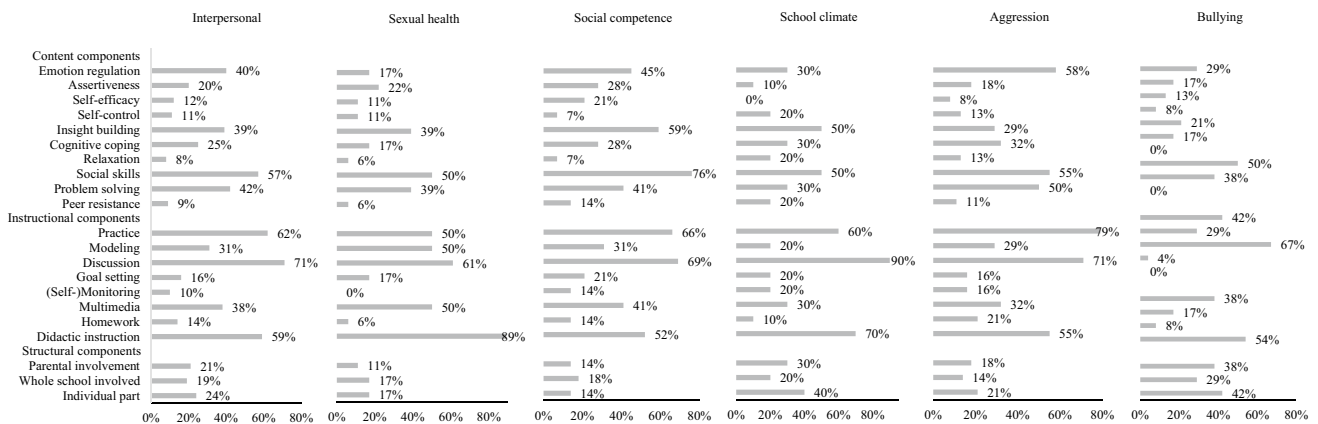 Interpersonal Sexual health Social competence School climate Aggression Bullying
Content components
Emotion regulation 40% 17% 45% 30% 58% 29%
Assertiveness 20% 22% 28% 10% 18% 17%
Self-efficacy 12% 11% 21% 0% 8% 13%
Self-control 11% 11% 7% 20% 13% 8%
Insight building 39% 39% 59% 50% 29% 21%
Cognitive coping 25% 17% 28% 30% 32% 17%
Relaxation 8% 6% 7% 20% 13% 0%
Social skills 57% 50% 76% 50% 55% 50%
Problem solving 42% 39% 41% 30% 50% 38%
Peer resistance 9% 6% 14% 20% 11% 0%
Instructional components
Practice 62% 50% 66% 60% 79% 42%
Modeling 31% 50% 31% 20% 29% 29%
Discussion 71% 61% 69% 90% 71% 67%
Goal setting 16% 17% 21% 20% 16% 4%
(Self-)Monitoring 10% 0% 14% 20% 16% 0%
Multimedia 38% 50% 41% 30% 32% 38%
Homework 14% 6% 14% 10% 21% 17%
8%
Didactic instruction 59% 89% 52% 70% 55% 54%
Structural components
Parental involvement 21% 11% 14% 30% 18% 38%
Whole school involved 19% 17% 18% 20% 14% 29%
Individual part 24% 17% 14% 40% 21% 42%
0% 20% 40% 60% 80% 0% 20% 40% 60% 80% 0% 20% 40% 60% 80% 0% 20% 40% 60% 80% 0% 20% 40% 60% 80% 0% 20% 40% 60% 80%